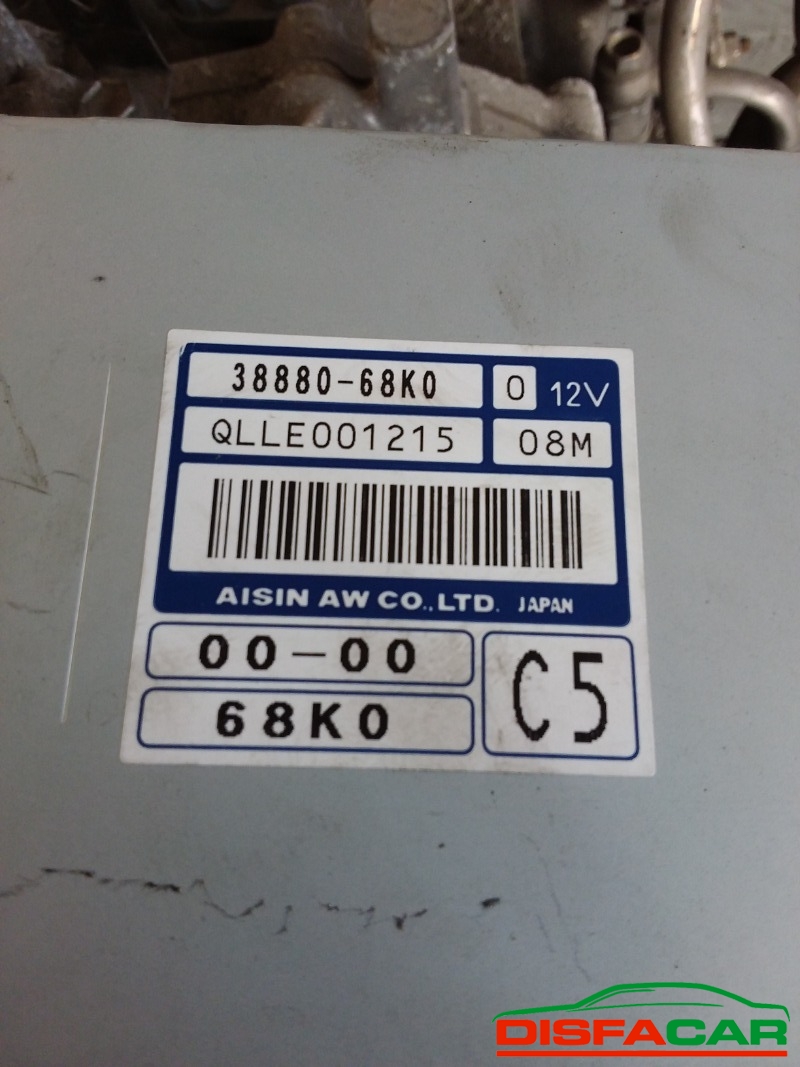 38880-68K0 0 12V
QLLE001215 08M
AISIN AW CO.,LTD. JAPAN
00-00
68K0
C5
DISFACAR